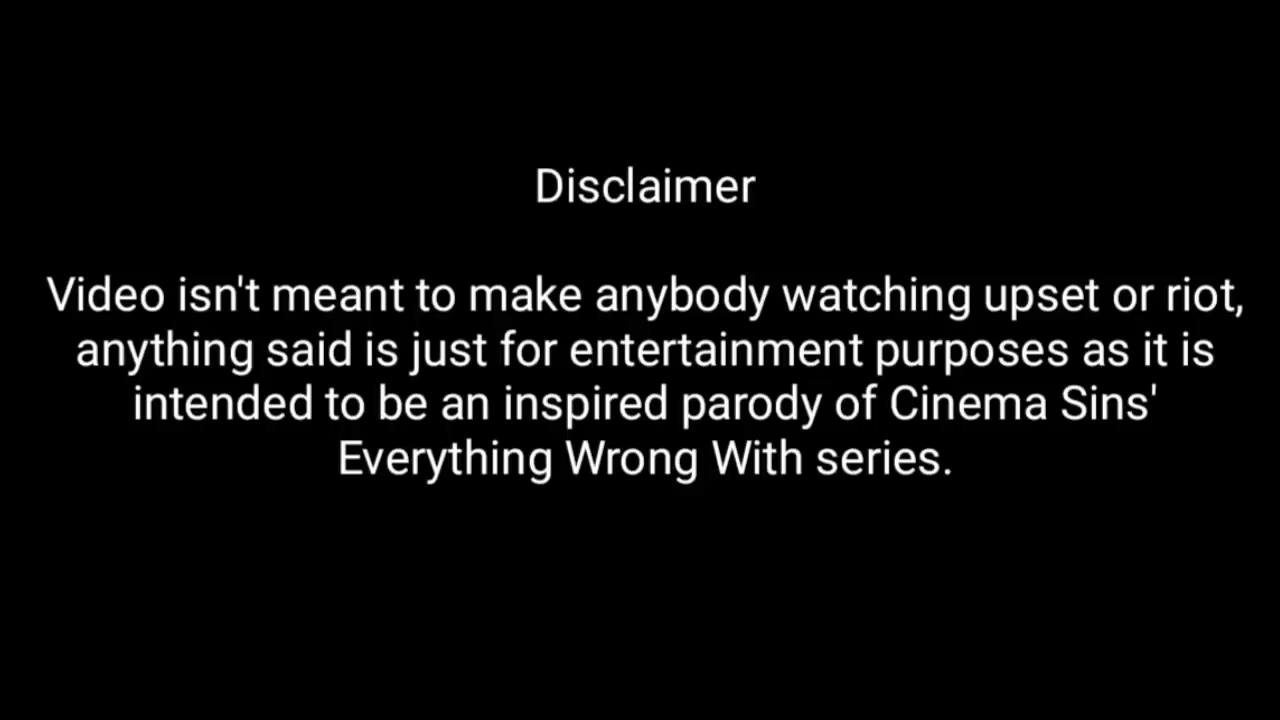 Disclaimer
Video isn't meant to make anybody watching upset or riot,
anything said is just for entertainment purposes as it is
intended to be an inspired parody of Cinema Sins'
Everything Wrong With series.